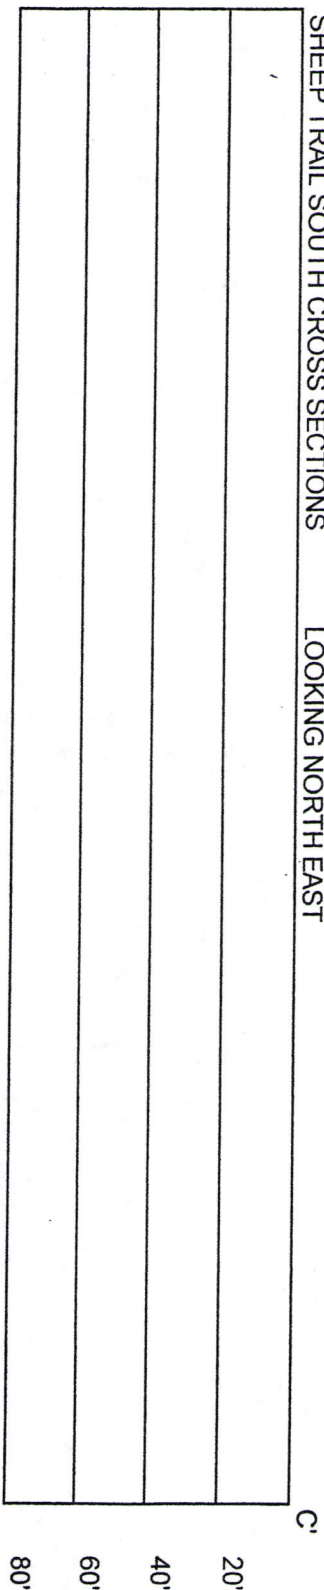 SHEEP TRAIL SOUTH CROSS SECTIONS LOOKING NORTH EAST
C'
20'
40'
60'
80'